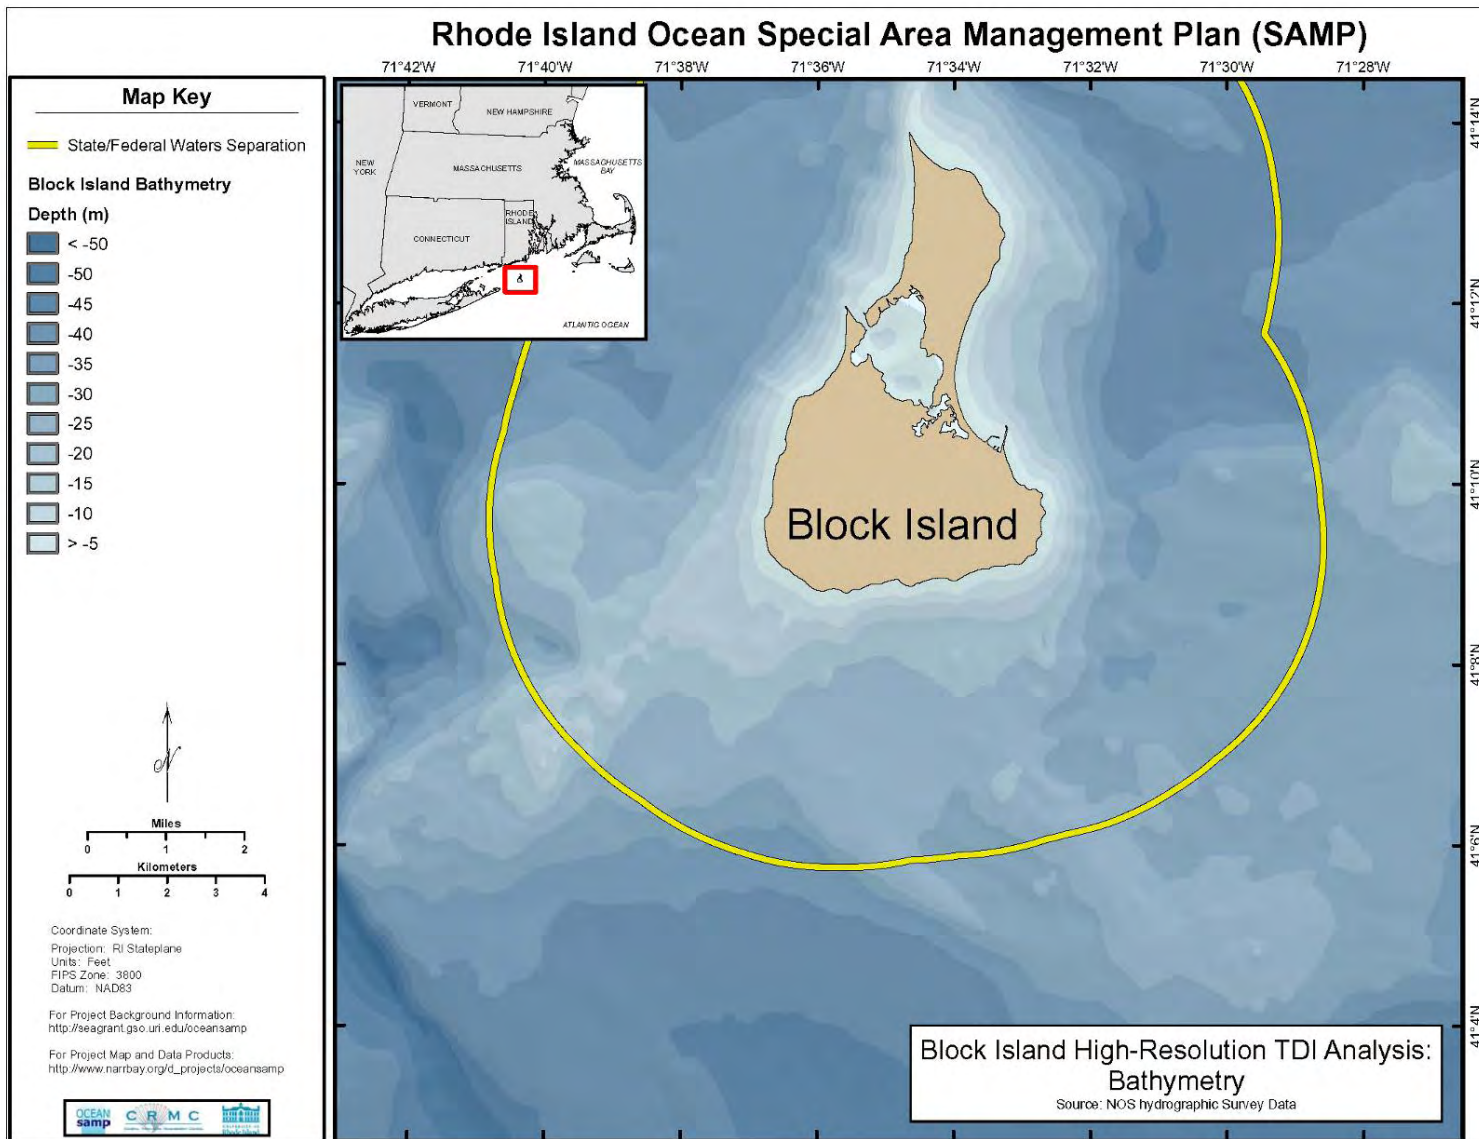 Rhode Island Ocean Special Area Management Plan (SAMP)
71°42'W
71°40'W
71°38'W
71°36'W
71°34'W
71°32'W
71°30'W
71°28'W
Map Key
State/Federal Waters Separation
Block Island Bathymetry
Depth (m)
< -50
-50
-45
-40
-35
-30
-25
-20
-15
-10
> -5
VERMONT
NEW HAMPSHIRE
NEW
YORK
MASSACHUSETTS
MASSACHUSETTS
BAY
RHODE
ISLAND
CONNECTICUT
ATLANTIC OCEAN
41°14'N
41°12'N
41°10'N
41°8'N
41°6'N
41°4'N
Block Island
N
Miles
0 1 2
Kilometers
0 1 2 3 4
Coordinate System:
Projection: RI Stateplane
Units: Feet
FIPS Zone: 3800
Datum: NAD83
For Project Background Information:
http://seagrant.gso.uri.edu/oceansamp
For Project Map and Data Products:
http://www.narrbay.org/d_projects/oceansamp
OCEAN
samp
C R M C
Rhode Island
Block Island High-Resolution TDI Analysis:
Bathymetry
Source: NOS hydrographic Survey Data